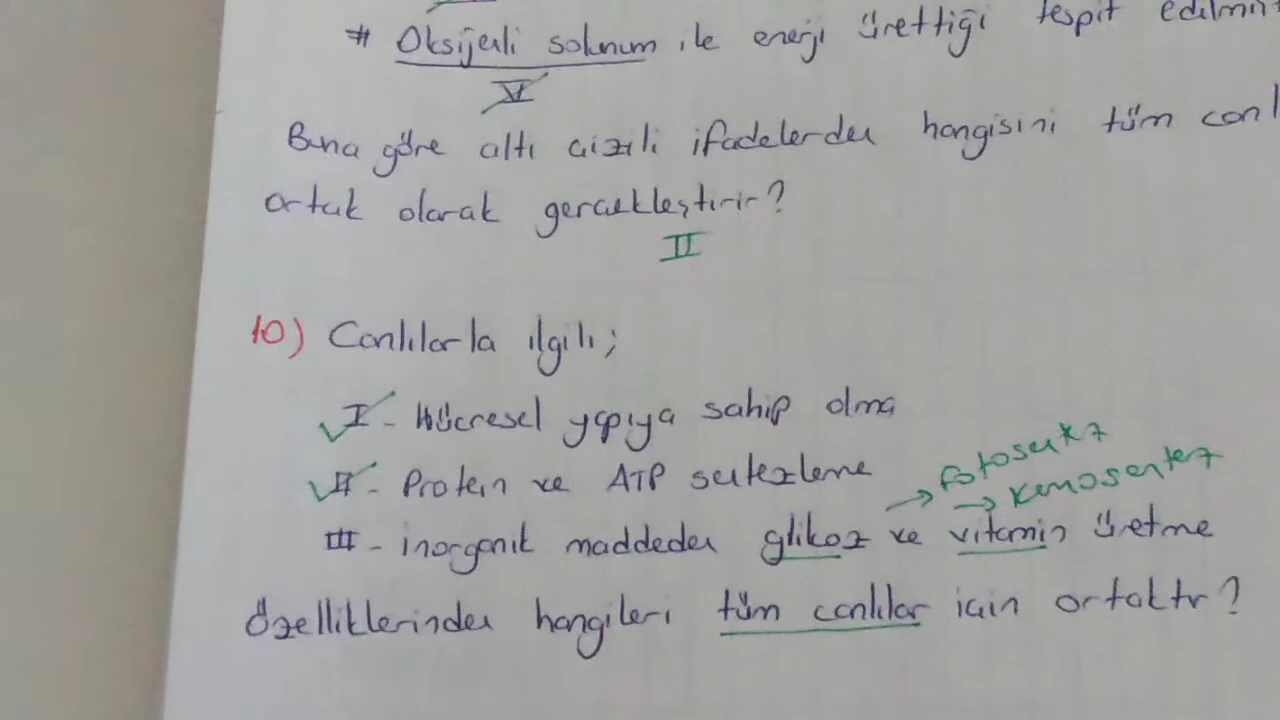 # Oksijenli solunum ile enerji ürettiği tespit edilmiş
V
Buna göre altı çizili ifadelerden hangisini tüm canl
ortak olarak gerçekleştirir?
II
10) Canlılarla ilgili;
I - Hücresel yapıya sahip olma
II - Protein ve ATP sentezleme
→ fotosentez
→ kemosentez
III - inorganik maddeden glikoz ve vitamin üretme
özelliklerinden hangileri tüm canlılar için ortaktır?